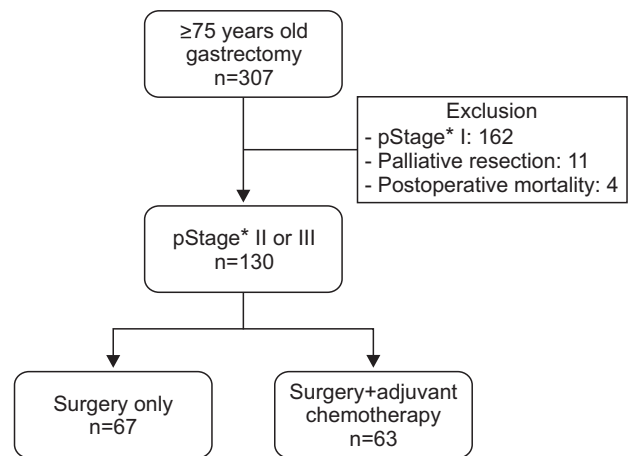 ≥75 years old
gastrectomy
n=307
Exclusion
- pStage* I: 162
- Palliative resection: 11
- Postoperative mortality: 4
pStage* II or III
n=130
Surgery only
n=67
Surgery+adjuvant
chemotherapy
n=63